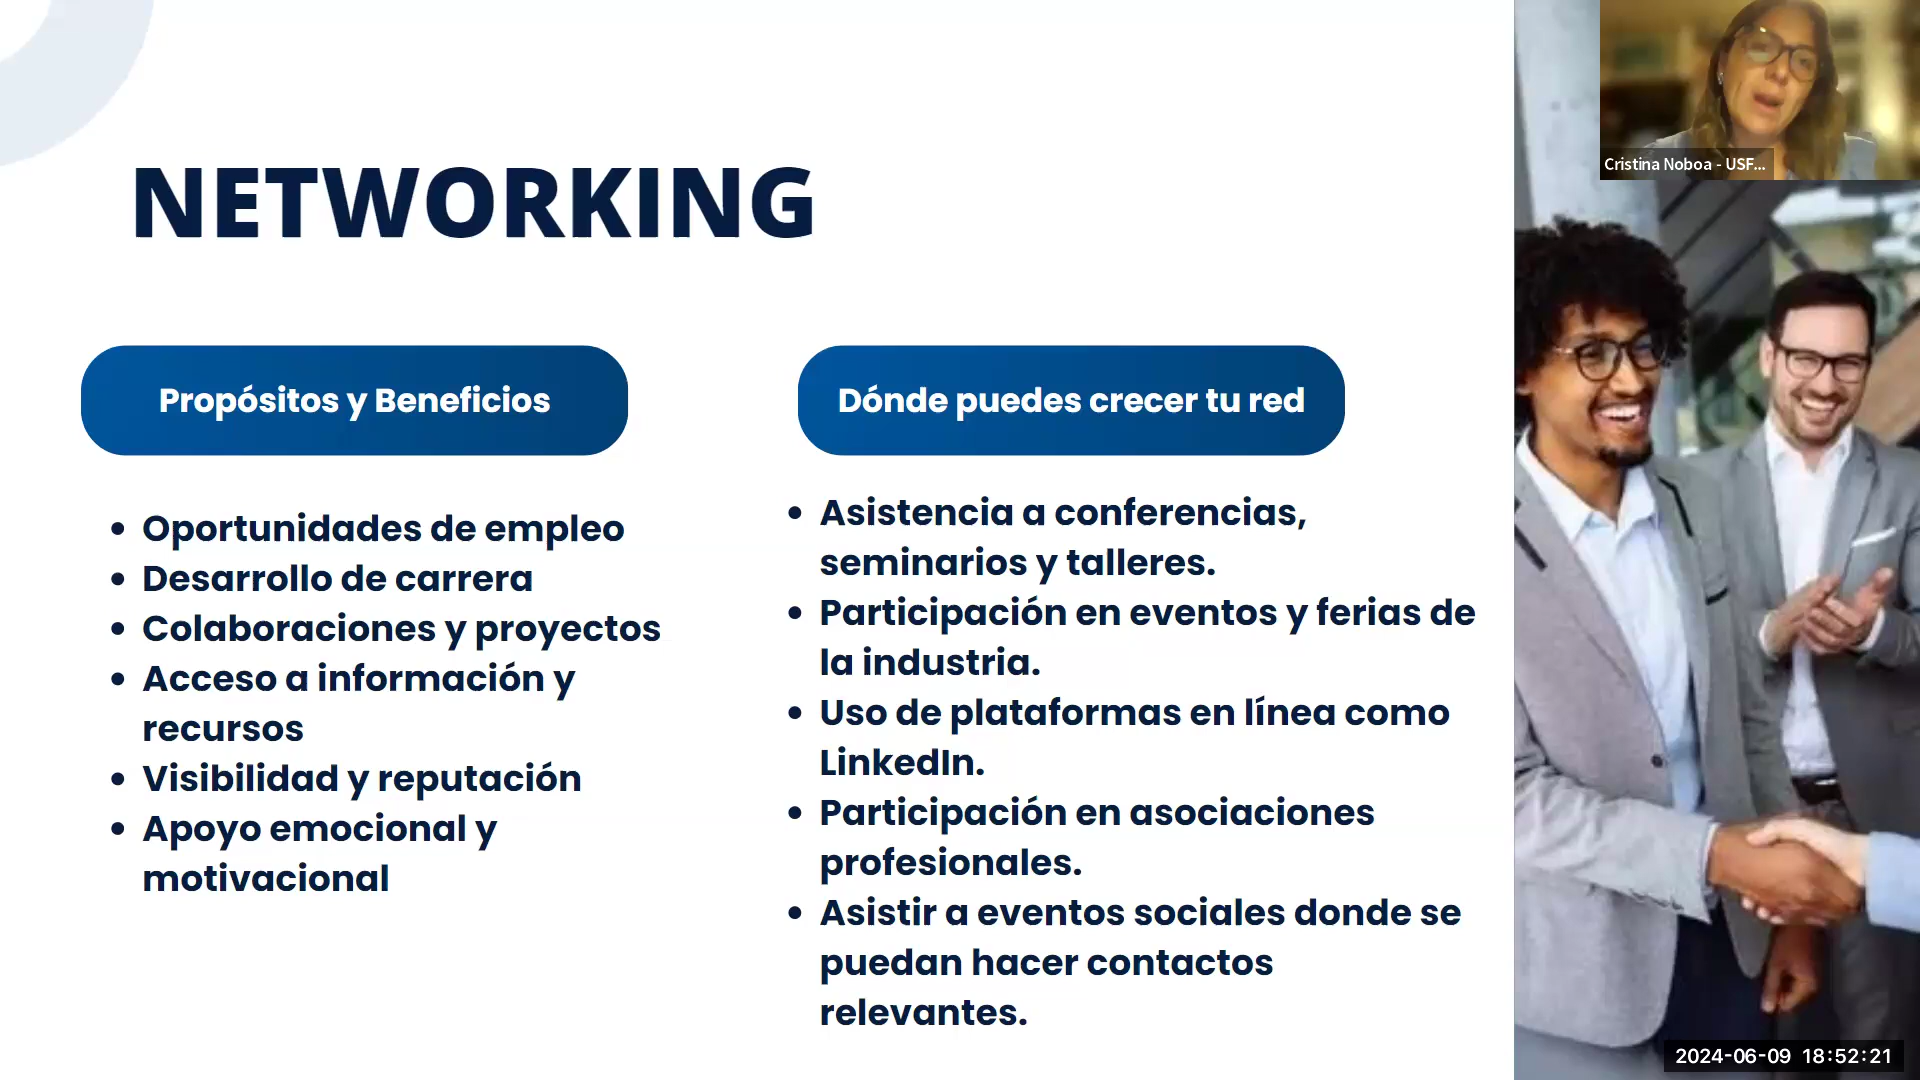 NETWORKING
Propósitos y Beneficios
• Oportunidades de empleo
• Desarrollo de carrera
• Colaboraciones y proyectos
• Acceso a información y
recursos
• Visibilidad y reputación
• Apoyo emocional y
motivacional
Dónde puedes crecer tu red
• Asistencia a conferencias,
seminarios y talleres.
• Participación en eventos y ferias de
la industria.
• Uso de plataformas en línea como
LinkedIn.
• Participación en asociaciones
profesionales.
• Asistir a eventos sociales donde se
puedan hacer contactos
relevantes.
Cristina Noboa - USF...
2024-06-09 18:52:21